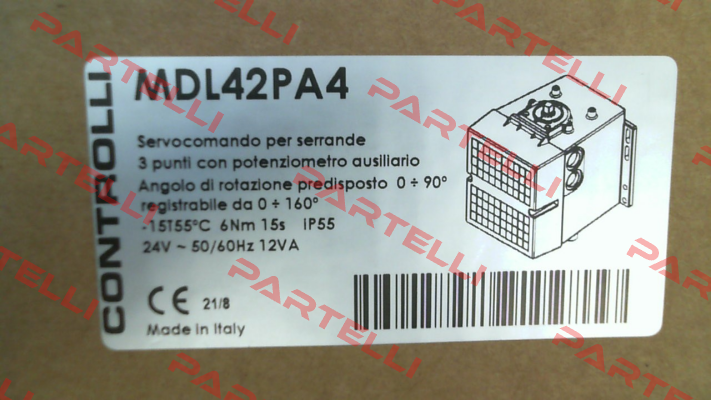 CONTROLLI
MDL42PA4
Servocomando per serrande
3 punti con potenziometro ausiliario
Angolo di rotazione predisposto 0 ÷ 90°
registrabile da 0 ÷ 160°
-15T55°C 6Nm 15s IP55
24V ~ 50/60Hz 12VA
CE 21/8
Made in Italy
PARTELLI
PARTELLI
PARTELLI
PARTELLI
PARTELLI
PARTELLI
PARTELLI
PARTELLI